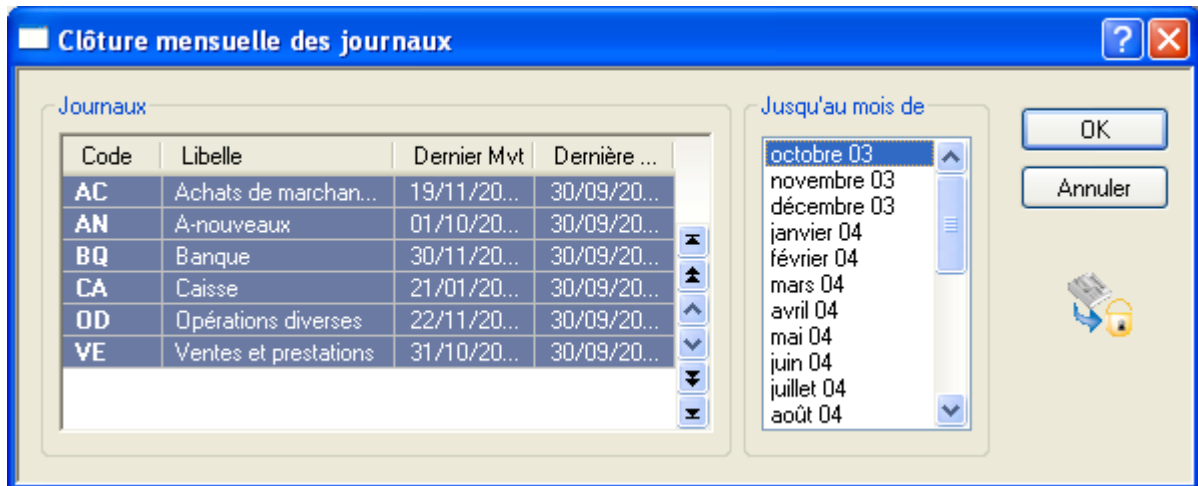 Clôture mensuelle des journaux
Journaux
Code Libelle Dernier Mvt Dernière ...
AC Achats de marchan... 19/11/20... 30/09/20...
AN A-nouveaux 01/10/20... 30/09/20...
BQ Banque 30/11/20... 30/09/20...
CA Caisse 21/01/20... 30/09/20...
OD Opérations diverses 22/11/20... 30/09/20...
VE Ventes et prestations 31/10/20... 30/09/20...
Jusqu'au mois de
octobre 03
novembre 03
décembre 03
janvier 04
février 04
mars 04
avril 04
mai 04
juin 04
juillet 04
août 04
OK
Annuler